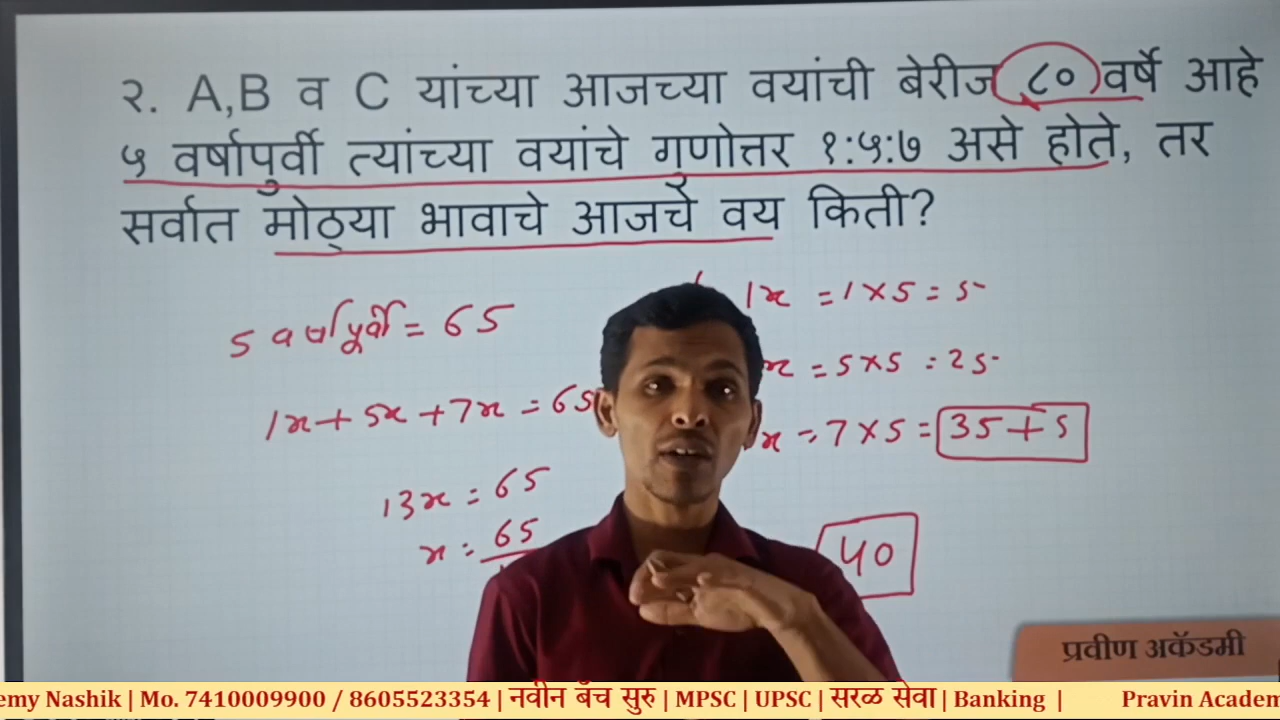 २. A,B व C यांच्या आजच्या वयांची बेरीज ८० वर्षे आहे
५ वर्षापुर्वी त्यांच्या वयांचे गुणोत्तर १:५:७ असे होते, तर
सर्वात मोठ्या भावाचे आजचे वय किती?
5 वर्षापूर्वी = 65
1x + 5x + 7x = 65
13x = 65
x = 65
1x = 1 x 5 = 5
x = 5 x 5 = 25
x = 7 x 5 = 35 + 5
40
प्रवीण अकॅडमी
emy Nashik | Mo. 7410009900 / 8605523354 | नवीन बॅच सुरु | MPSC | UPSC | सरळ सेवा | Banking | Pravin Academ